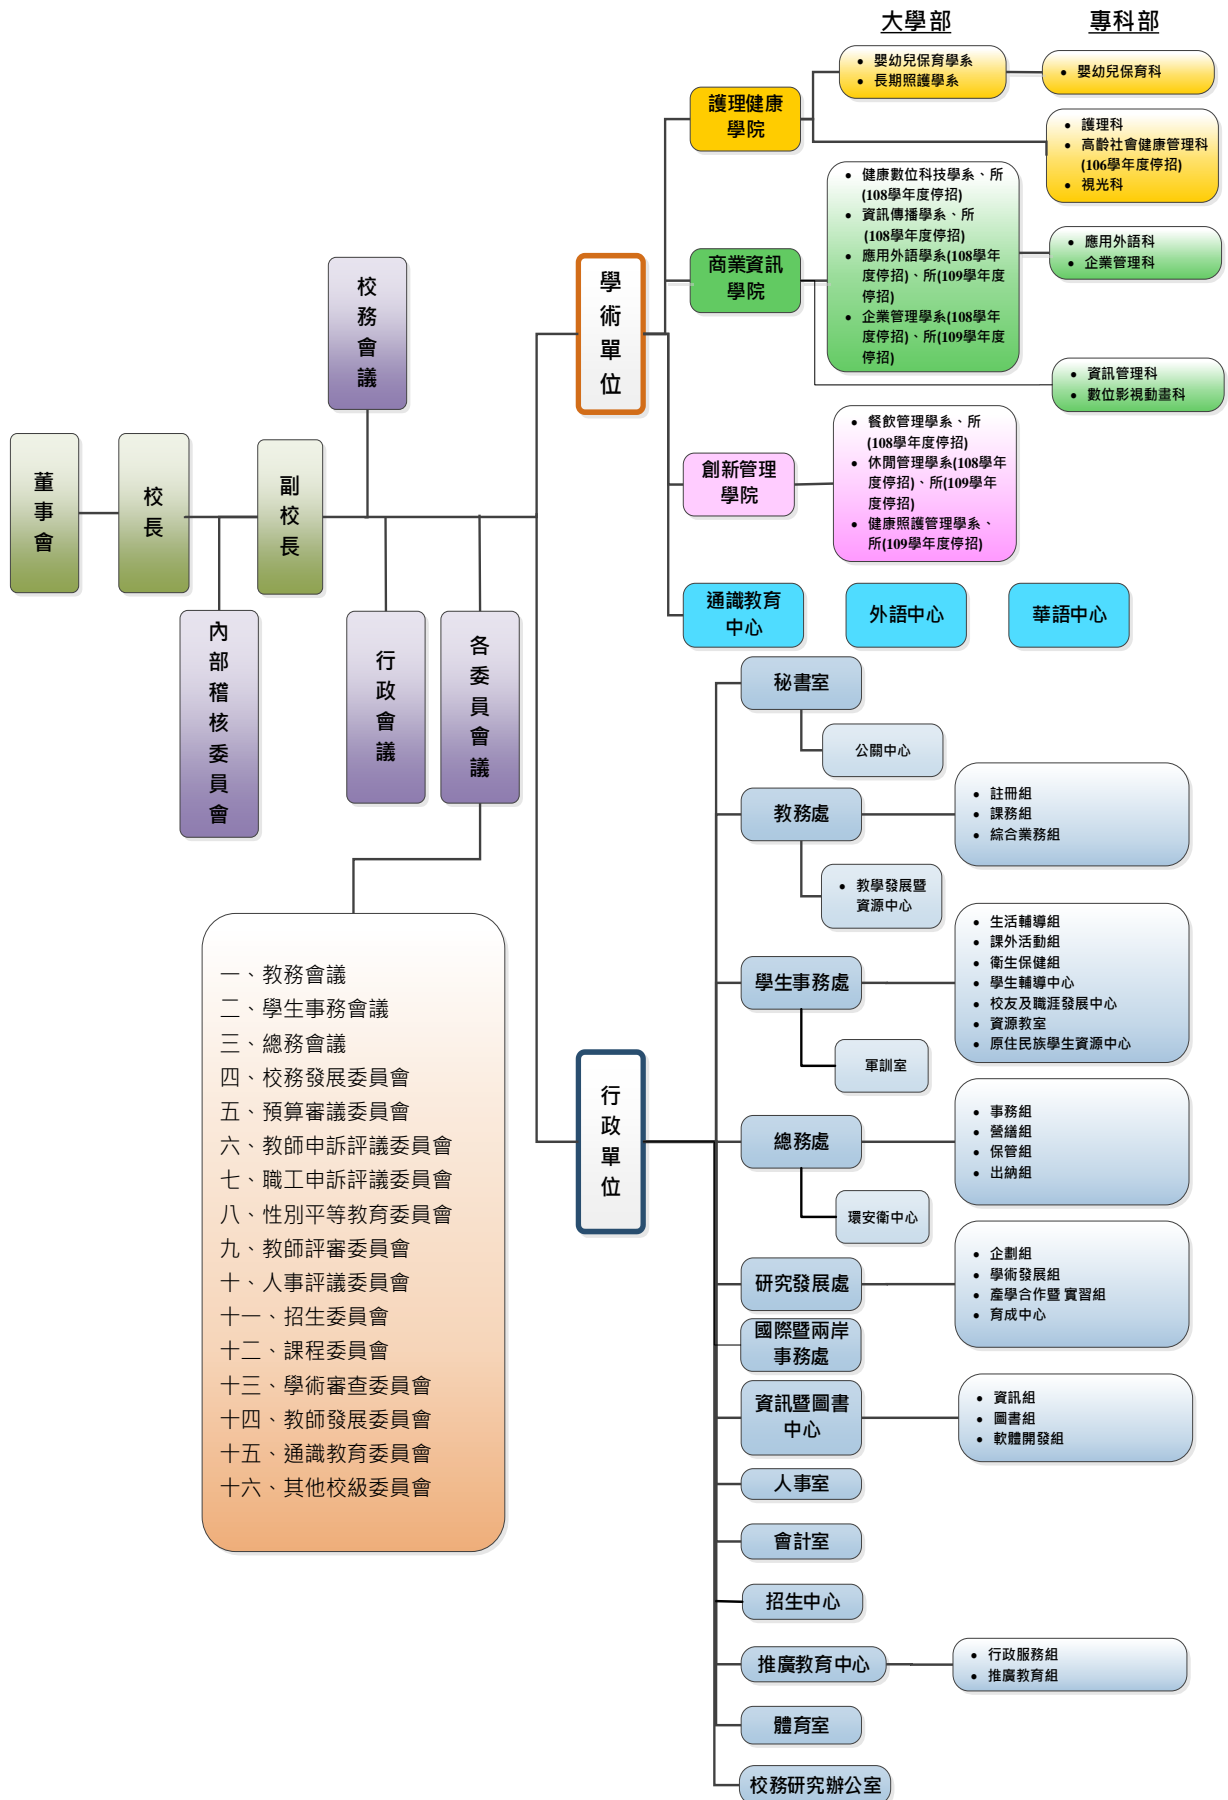 大學部
專科部
護理健康
學院
• 嬰幼兒保育學系
• 長期照護學系
• 嬰幼兒保育科
• 護理科
• 高齡社會健康管理科
(106學年度停招)
• 視光科
商業資訊
學院
• 健康數位科技學系、所
(108學年度停招)
• 資訊傳播學系、所
(108學年度停招)
• 應用外語學系(108學年
度停招)、所(109學年度
停招)
• 企業管理學系(108學年
度停招)、所(109學年度
停招)
• 應用外語科
• 企業管理科
• 資訊管理科
• 數位影視動畫科
創新管理
學院
• 餐飲管理學系、所
(108學年度停招)
• 休閒管理學系(108學年
度停招)、所(109學年
度停招)
• 健康照護管理學系、
所(109學年度停招)
通識教育
中心
外語中心
華語中心
學術單位
校務會議
董事會
校長
副校長
內部稽核委員會
行政會議
各委員會議
一、教務會議
二、學生事務會議
三、總務會議
四、校務發展委員會
五、預算審議委員會
六、教師申訴評議委員會
七、職工申訴評議委員會
八、性別平等教育委員會
九、教師評審委員會
十、人事評議委員會
十一、招生委員會
十二、課程委員會
十三、學術審查委員會
十四、教師發展委員會
十五、通識教育委員會
十六、其他校級委員會
行政單位
秘書室
公關中心
教務處
• 註冊組
• 課務組
• 綜合業務組
• 教學發展暨
資源中心
學生事務處
• 生活輔導組
• 課外活動組
• 衛生保健組
• 學生輔導中心
• 校友及職涯發展中心
• 資源教室
• 原住民族學生資源中心
軍訓室
總務處
• 事務組
• 營繕組
• 保管組
• 出納組
環安衛中心
研究發展處
• 企劃組
• 學術發展組
• 產學合作暨 實習組
• 育成中心
國際暨兩岸
事務處
資訊暨圖書
中心
• 資訊組
• 圖書組
• 軟體開發組
人事室
會計室
招生中心
推廣教育中心
• 行政服務組
• 推廣教育組
體育室
校務研究辦公室